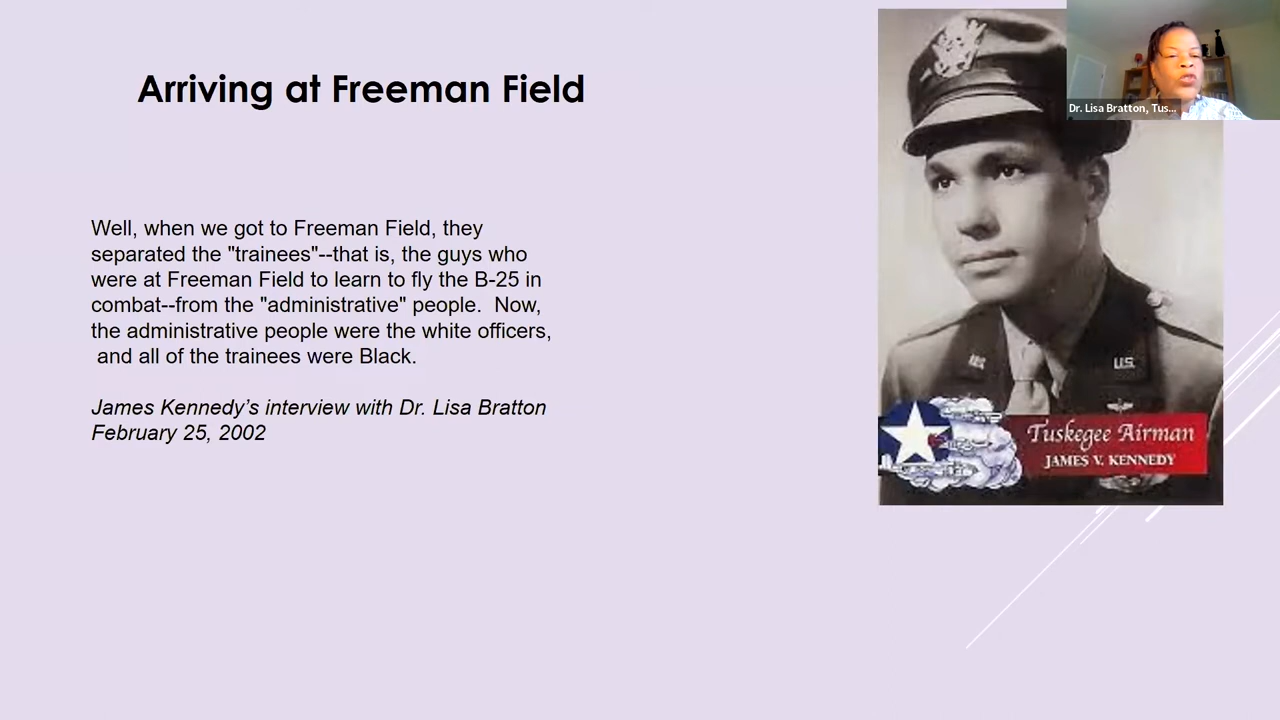 Arriving at Freeman Field
Dr. Lisa Bratton, Tus...
Well, when we got to Freeman Field, they
separated the "trainees"--that is, the guys who
were at Freeman Field to learn to fly the B-25 in
combat--from the "administrative" people.  Now,
the administrative people were the white officers,
and all of the trainees were Black.
James Kennedy’s interview with Dr. Lisa Bratton
February 25, 2002
U.S.
Tuskegee Airman
JAMES V. KENNEDY